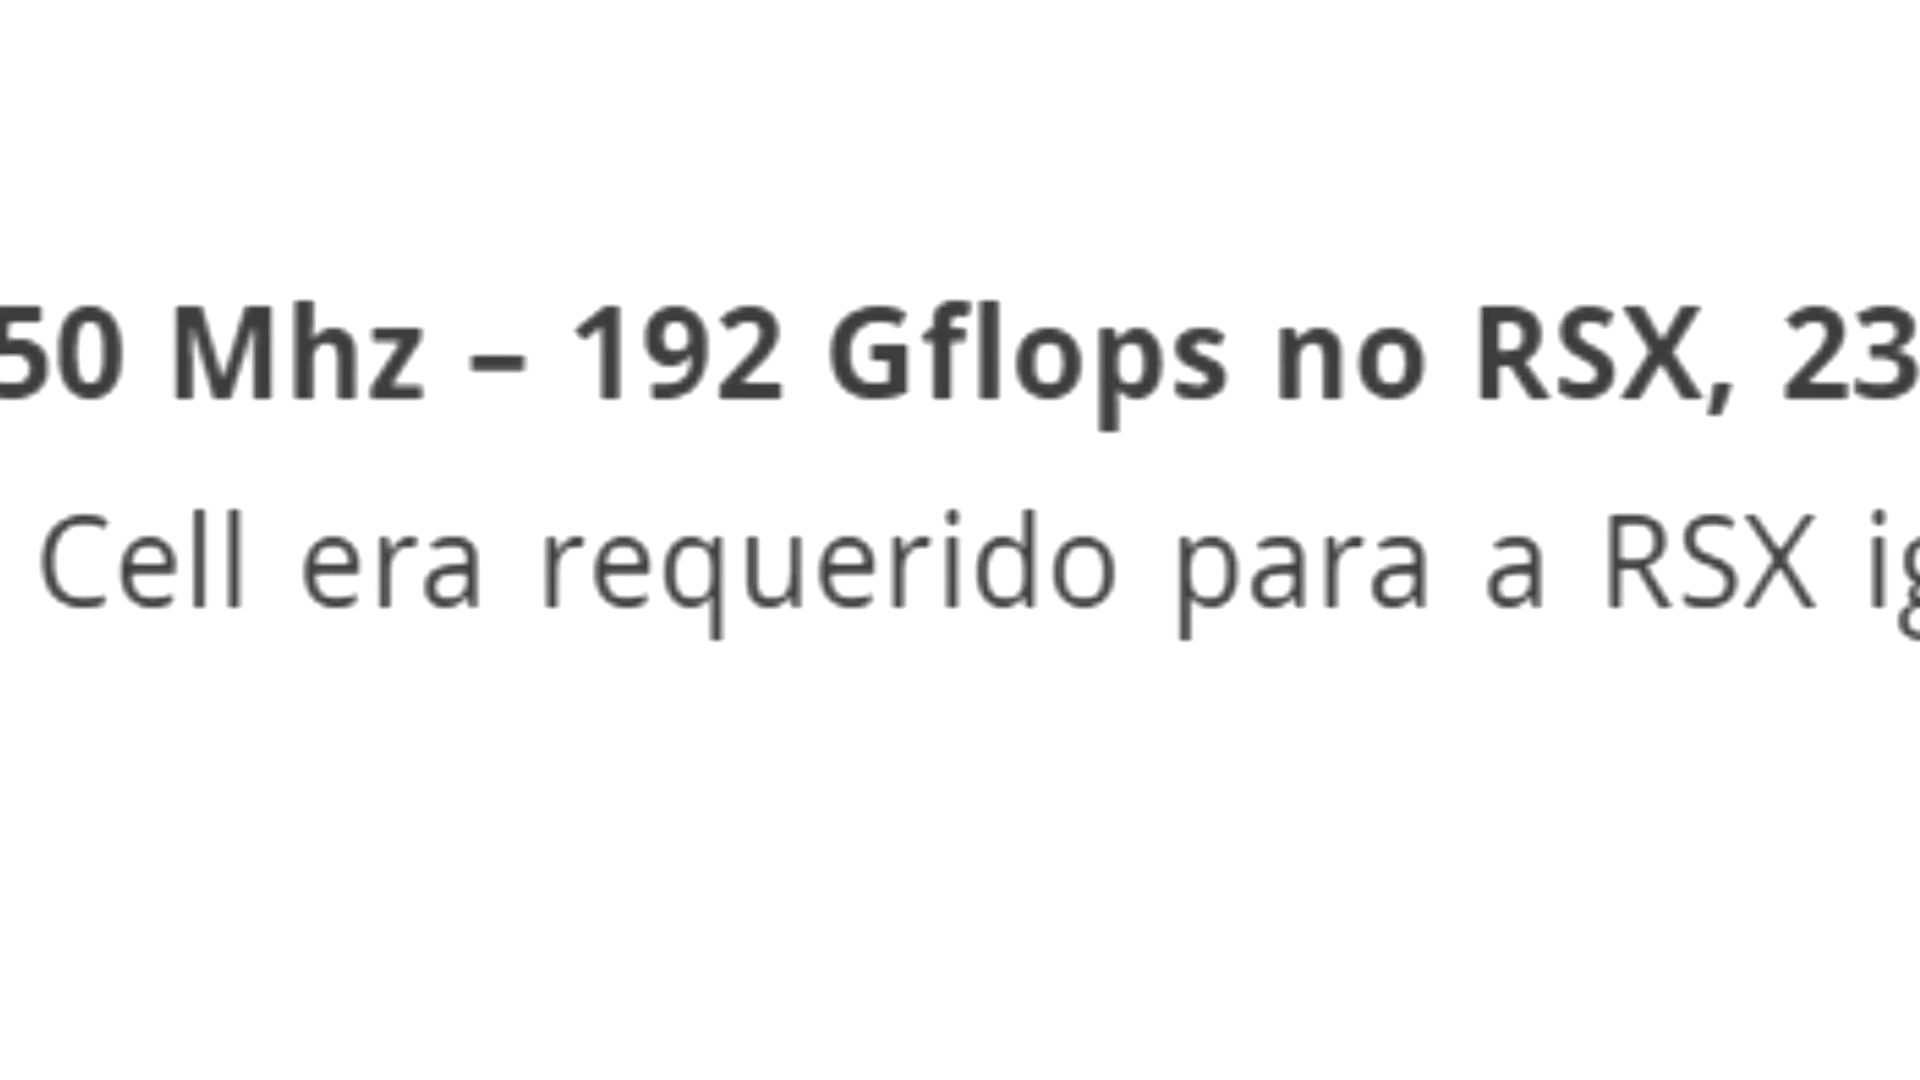 50 Mhz – 192 Gflops no RSX, 23
Cell era requerido para a RSX ig